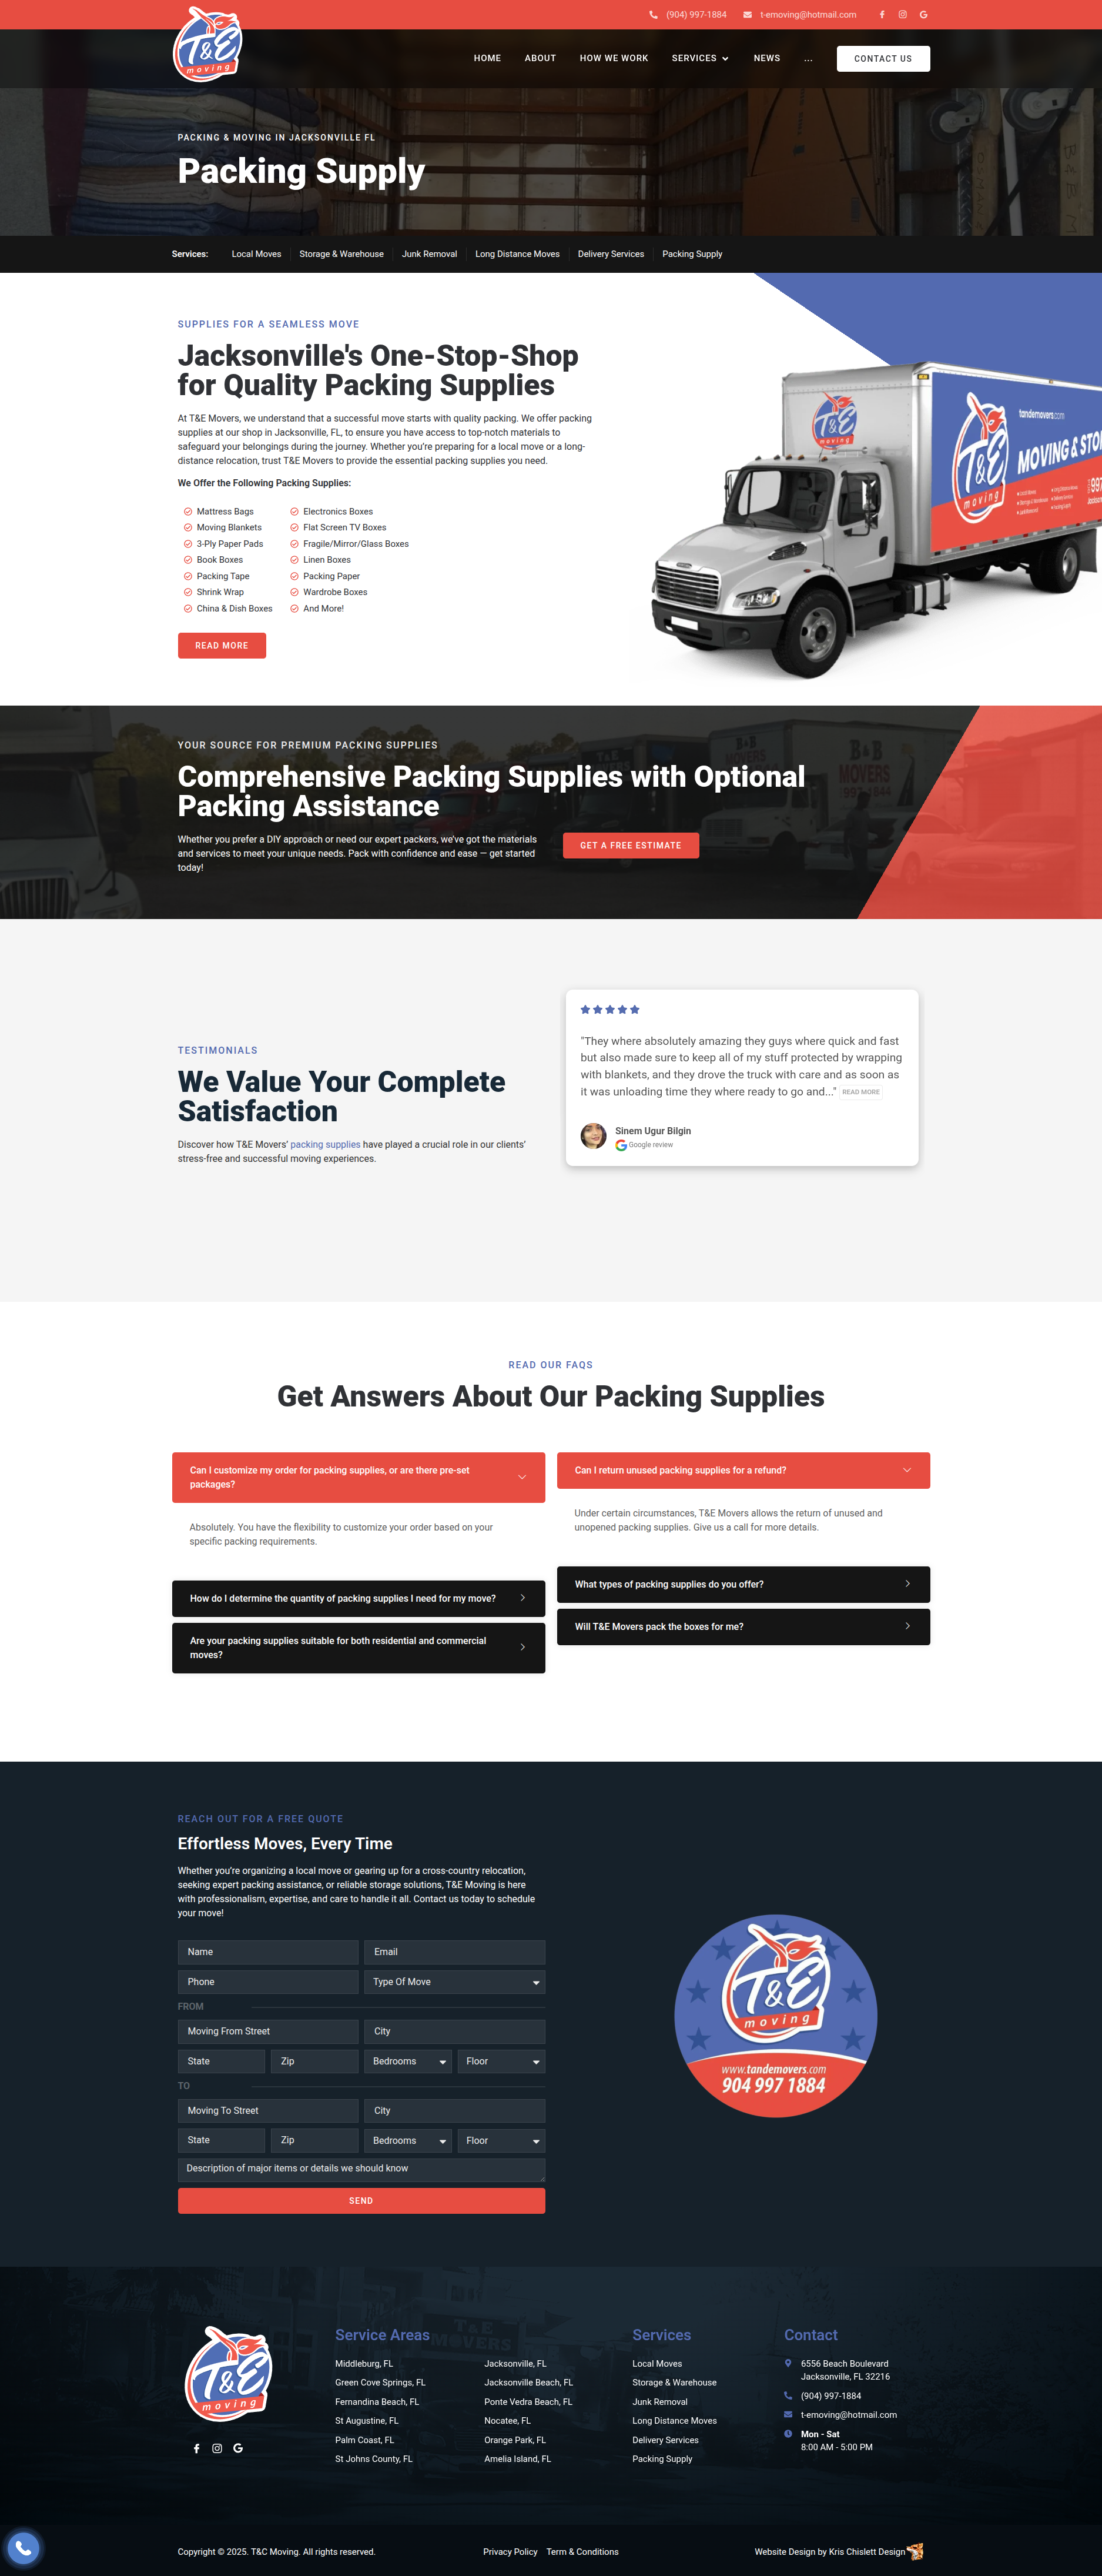 (904) 997-1884 t-emoving@hotmail.com
T&E
moving
HOME ABOUT HOW WE WORK SERVICES NEWS ... CONTACT US
PACKING & MOVING IN JACKSONVILLE FL
Packing Supply
Services: Local Moves Storage & Warehouse Junk Removal Long Distance Moves Delivery Services Packing Supply
SUPPLIES FOR A SEAMLESS MOVE
Jacksonville's One-Stop-Shop
for Quality Packing Supplies
At T&E Movers, we understand that a successful move starts with quality packing. We offer packing
supplies at our shop in Jacksonville, FL, to ensure you have access to top-notch materials to
safeguard your belongings during the journey. Whether you're preparing for a local move or a long-
distance relocation, trust T&E Movers to provide the essential packing supplies you need.
We Offer the Following Packing Supplies:
Mattress Bags
Moving Blankets
3-Ply Paper Pads
Book Boxes
Packing Tape
Shrink Wrap
China & Dish Boxes
Electronics Boxes
Flat Screen TV Boxes
Fragile/Mirror/Glass Boxes
Linen Boxes
Packing Paper
Wardrobe Boxes
And More!
READ MORE
T&E
moving
tandemovers.com
T&E
moving
MOVING & STO
997
YOUR SOURCE FOR PREMIUM PACKING SUPPLIES
Comprehensive Packing Supplies with Optional
Packing Assistance
Whether you prefer a DIY approach or need our expert packers, we've got the materials
and services to meet your unique needs. Pack with confidence and ease — get started
today!
GET A FREE ESTIMATE
B&B
MOVERS
997-1884
TESTIMONIALS
We Value Your Complete
Satisfaction
Discover how T&E Movers' packing supplies have played a crucial role in our clients'
stress-free and successful moving experiences.
"They where absolutely amazing they guys where quick and fast
but also made sure to keep all of my stuff protected by wrapping
with blankets, and they drove the truck with care and as soon as
it was unloading time they where ready to go and..." READ MORE
Sinem Ugur Bilgin
Google review
READ OUR FAQS
Get Answers About Our Packing Supplies
Can I customize my order for packing supplies, or are there pre-set
packages?
Absolutely. You have the flexibility to customize your order based on your
specific packing requirements.
How do I determine the quantity of packing supplies I need for my move?
Are your packing supplies suitable for both residential and commercial
moves?
Can I return unused packing supplies for a refund?
Under certain circumstances, T&E Movers allows the return of unused and
unopened packing supplies. Give us a call for more details.
What types of packing supplies do you offer?
Will T&E Movers pack the boxes for me?
REACH OUT FOR A FREE QUOTE
Effortless Moves, Every Time
Whether you're organizing a local move or gearing up for a cross-country relocation,
seeking expert packing assistance, or reliable storage solutions, T&E Moving is here
with professionalism, expertise, and care to handle it all. Contact us today to schedule
your move!
Name Email
Phone Type Of Move
FROM
Moving From Street City
State Zip Bedrooms Floor
TO
Moving To Street City
State Zip Bedrooms Floor
Description of major items or details we should know
SEND
T&E
moving
www.tandemovers.com
904 997 1884
T&E
moving
Service Areas
Middleburg, FL
Green Cove Springs, FL
Fernandina Beach, FL
St Augustine, FL
Palm Coast, FL
St Johns County, FL
Jacksonville, FL
Jacksonville Beach, FL
Ponte Vedra Beach, FL
Nocatee, FL
Orange Park, FL
Amelia Island, FL
Services
Local Moves
Storage & Warehouse
Junk Removal
Long Distance Moves
Delivery Services
Packing Supply
Contact
6556 Beach Boulevard
Jacksonville, FL 32216
(904) 997-1884
t-emoving@hotmail.com
Mon - Sat
8:00 AM - 5:00 PM
Copyright © 2025. T&C Moving. All rights reserved. Privacy Policy Term & Conditions Website Design by Kris Chislett Design